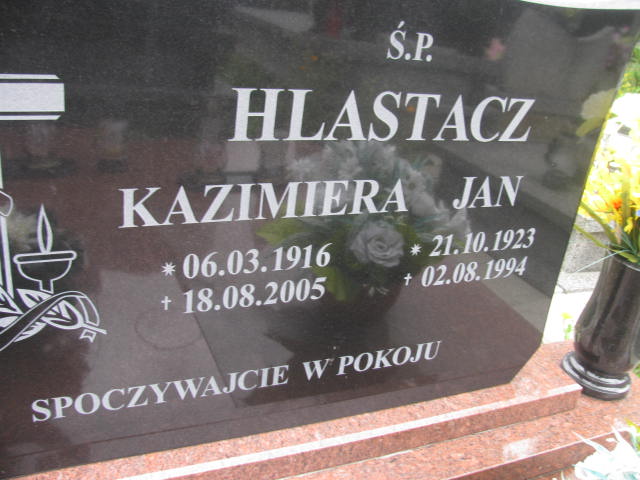 Ś.P.
HLASTACZ
KAZIMIERA JAN
* 06.03.1916 * 21.10.1923
✝ 18.08.2005 ✝ 02.08.1994
SPOCZYWAJCIE W POKOJU